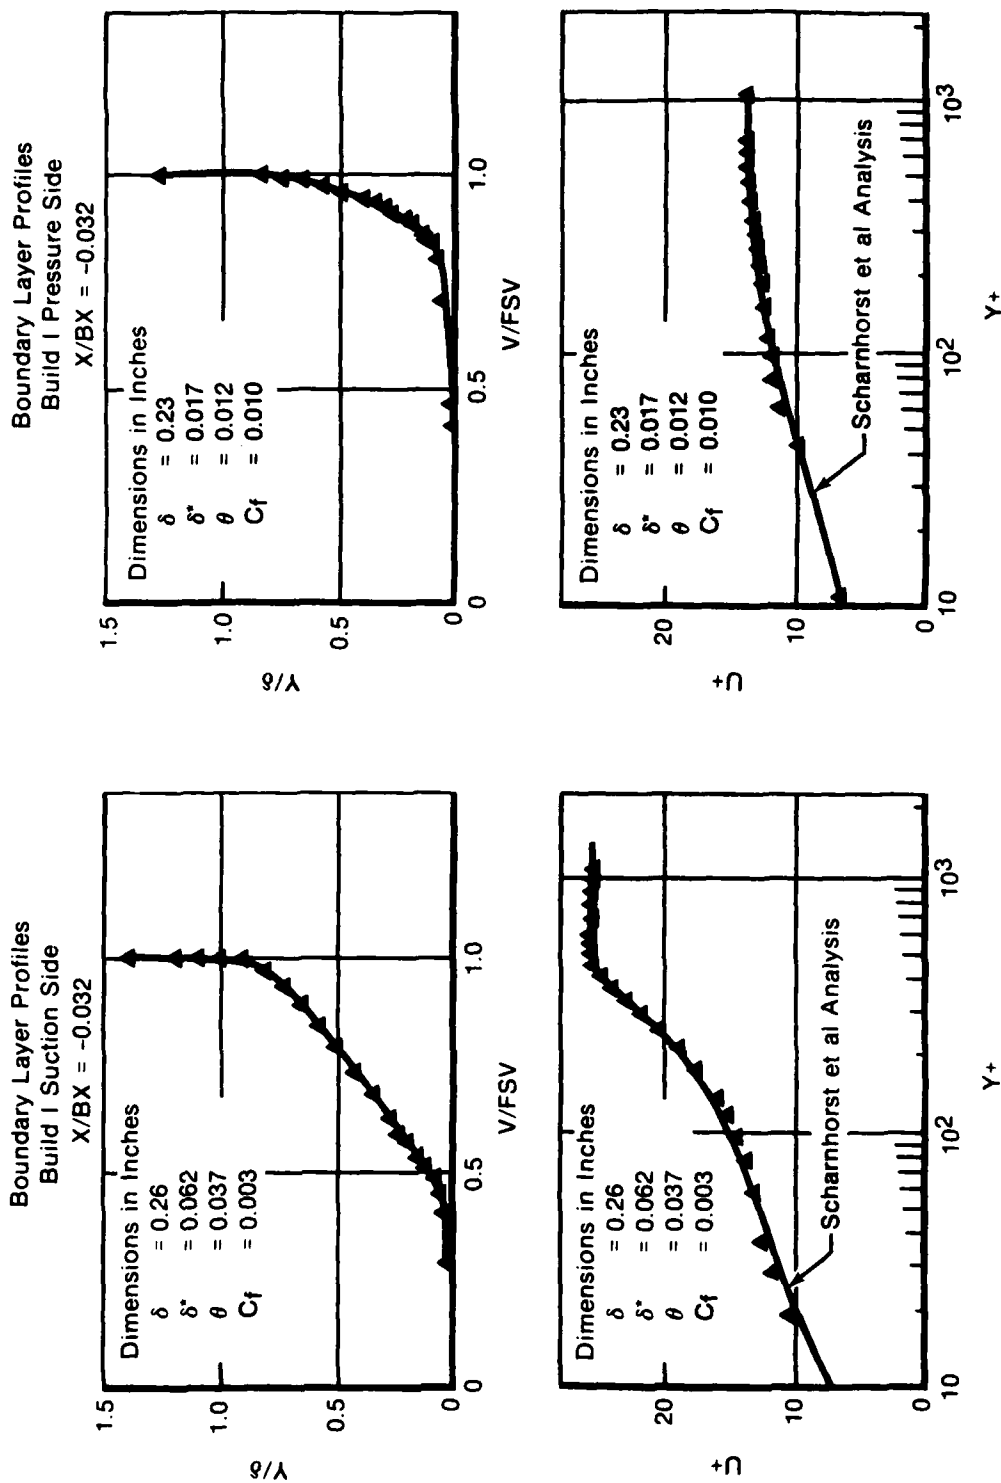 Boundary Layer Profiles
Build I Suction Side
X/BX = -0.032
1.5
1.0
0.5
0
Y/δ
Dimensions in Inches
δ = 0.26
δ* = 0.062
θ = 0.037
Cf = 0.003
0
0.5
1.0
V/FSV
20
10
0
U+
Dimensions in Inches
δ = 0.26
δ* = 0.062
θ = 0.037
Cf = 0.003
Scharnhorst et al Analysis
10
10²
10³
Y+
Boundary Layer Profiles
Build I Pressure Side
X/BX = -0.032
1.5
1.0
0.5
0
Y/δ
Dimensions in Inches
δ = 0.23
δ* = 0.017
θ = 0.012
Cf = 0.010
0
0.5
1.0
V/FSV
20
10
0
U+
Dimensions in Inches
δ = 0.23
δ* = 0.017
θ = 0.012
Cf = 0.010
Scharnhorst et al Analysis
10
10²
10³
Y+